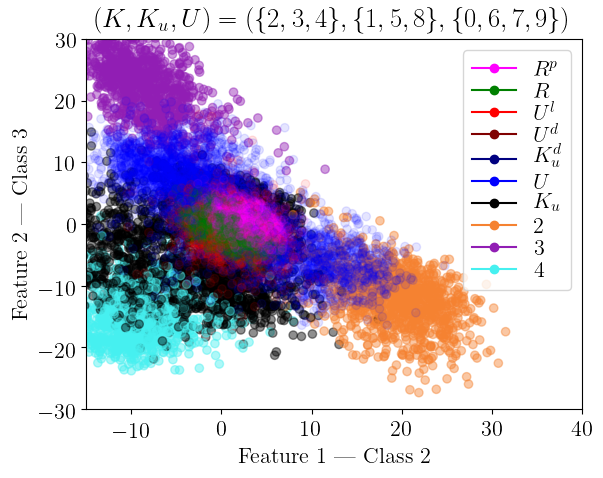 (K, K_u, U) = ({2, 3, 4}, {1, 5, 8}, {0, 6, 7, 9})
30
20
10
0
−10
−20
−30
Feature 2 — Class 3
R^p
R
U^l
U^d
K_u^d
U
K_u
2
3
4
−10
0
10
20
30
40
Feature 1 — Class 2